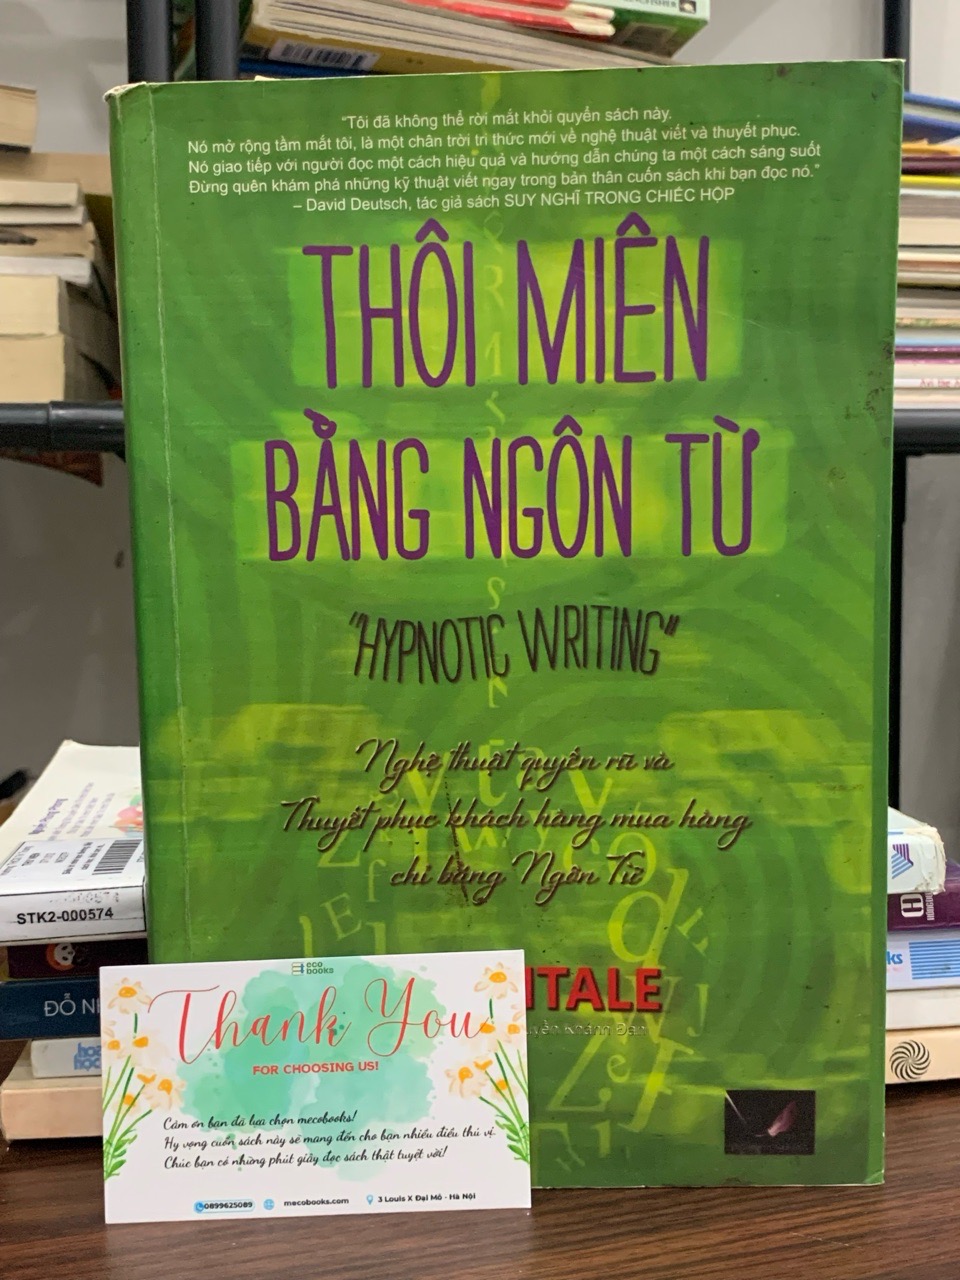 "Tôi đã không thể rời mắt khỏi quyển sách này.
Nó mở rộng tầm mắt tôi, là một chân trời tri thức mới về nghệ thuật viết và thuyết phục.
Nó giao tiếp với người đọc một cách hiệu quả và hướng dẫn chúng ta một cách sáng suốt
Đừng quên khám phá những kỹ thuật viết ngay trong bản thân cuốn sách khi bạn đọc nó."
– David Deutsch, tác giả sách SUY NGHĨ TRONG CHIẾC HỘP
THÔI MIÊN
BẰNG NGÔN TỪ
"HYPNOTIC WRITING"
Nghệ thuật quyến rũ và
Thuyết phục khách hàng mua hàng
chỉ bằng Ngôn Từ
ITALE
Khánh Đan
STK2-000574
ĐỖ N
eco
books
Thank You
FOR CHOOSING US!
Cảm ơn bạn đã lựa chọn mecobooks!
Hy vọng cuốn sách này sẽ mang đến cho bạn nhiều điều thú vị.
Chúc bạn có những phút giây đọc sách thật tuyệt vời!
0899625089
mecobooks.com
3 Louis X Đại Mỗ - Hà Nội